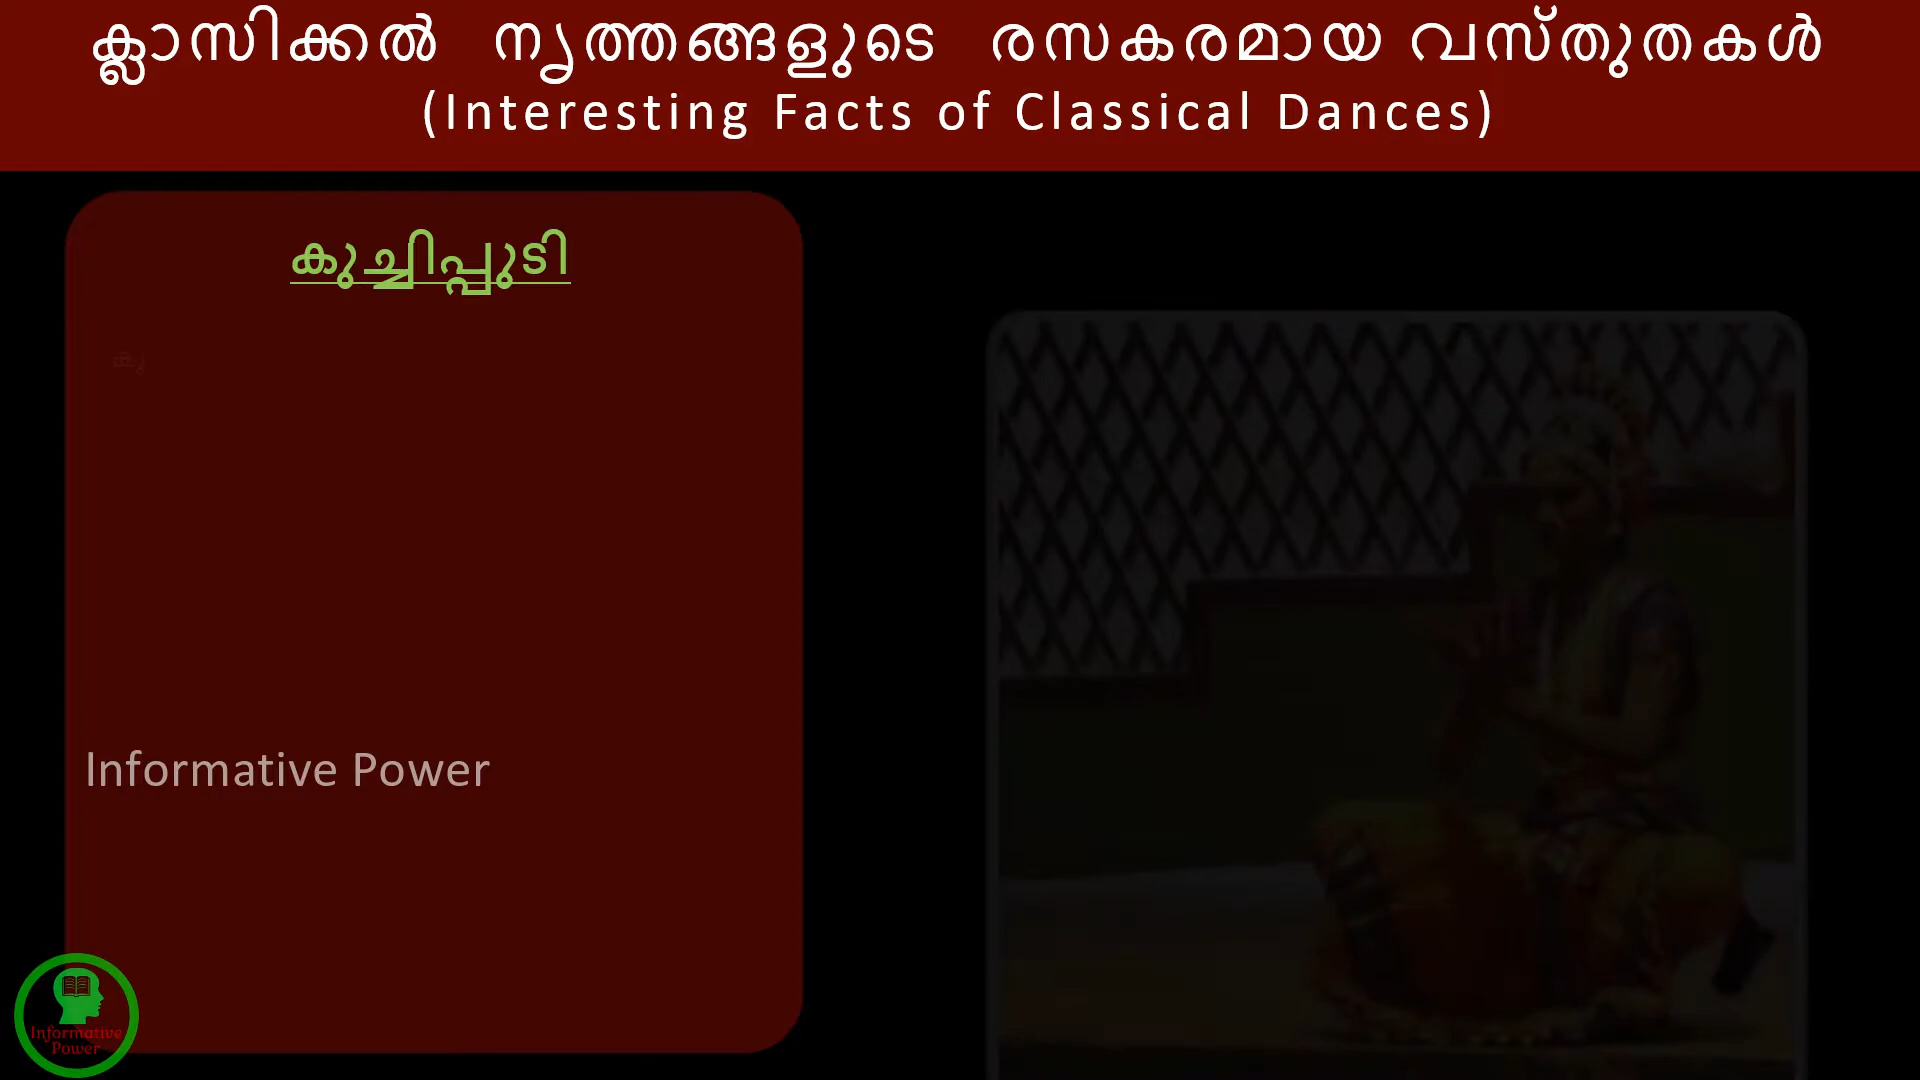 ക്ലാസിക്കൽ നൃത്തങ്ങളുടെ രസകരമായ വസ്തുതകൾ
(Interesting Facts of Classical Dances)
കുച്ചിപ്പുടി
കു
Informative Power
Informative
Power